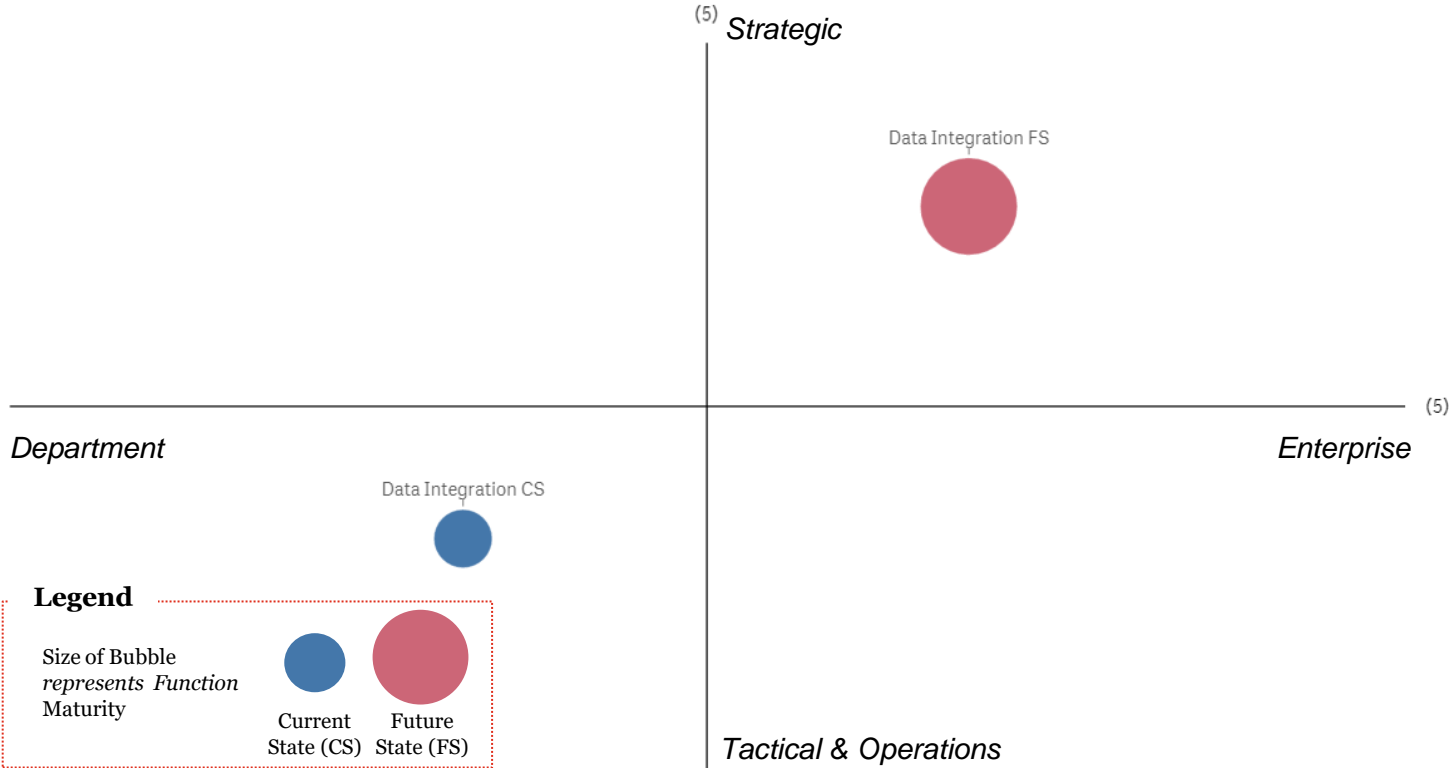 (5) Strategic
Data Integration FS
(5)
Department
Enterprise
Data Integration CS
Legend
Size of Bubble
represents Function
Maturity
Current
State (CS)
Future
State (FS)
Tactical & Operations